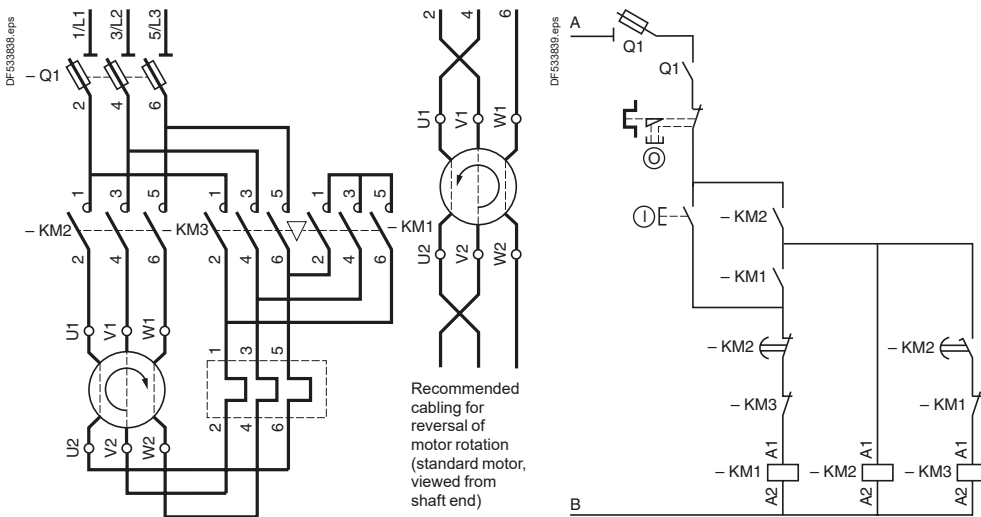 DF533838.eps
1/L1
3/L2
5/L3
– Q1
2
4
6
1
3
5
1
3
5
1
3
5
– KM2
– KM3
– KM1
2
4
6
2
4
6
2
4
6
U1
V1
W1
1
3
5
2
4
6
U2
V2
W2
2
4
6
U1
V1
W1
U2
V2
W2
Recommended
cabling for
reversal of
motor rotation
(standard motor,
viewed from
shaft end)
DF533839.eps
A
Q1
Q1
O
I
– KM2
– KM1
– KM2
– KM2
– KM3
– KM1
A1
A1
A1
– KM1
– KM2
– KM3
A2
A2
A2
B